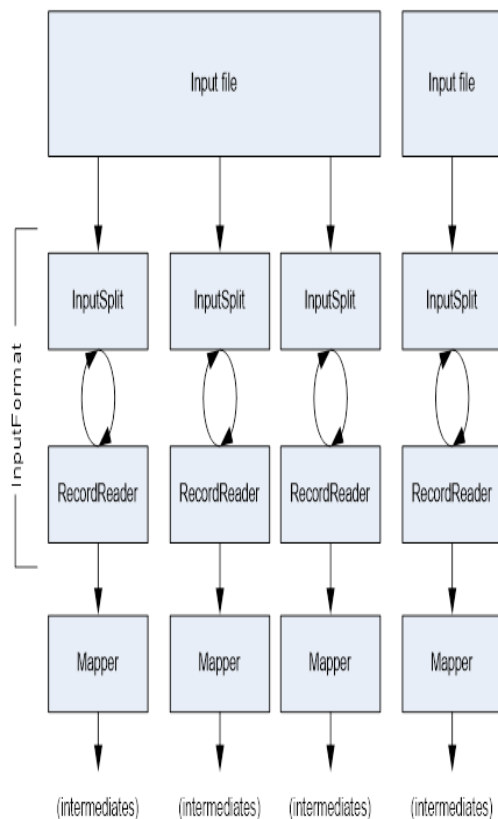 Input file Input file
InputSplit InputSplit InputSplit InputSplit
InputFormat
RecordReader RecordReader RecordReader RecordReader
Mapper Mapper Mapper Mapper
(intermediates) (intermediates) (intermediates) (intermediates)